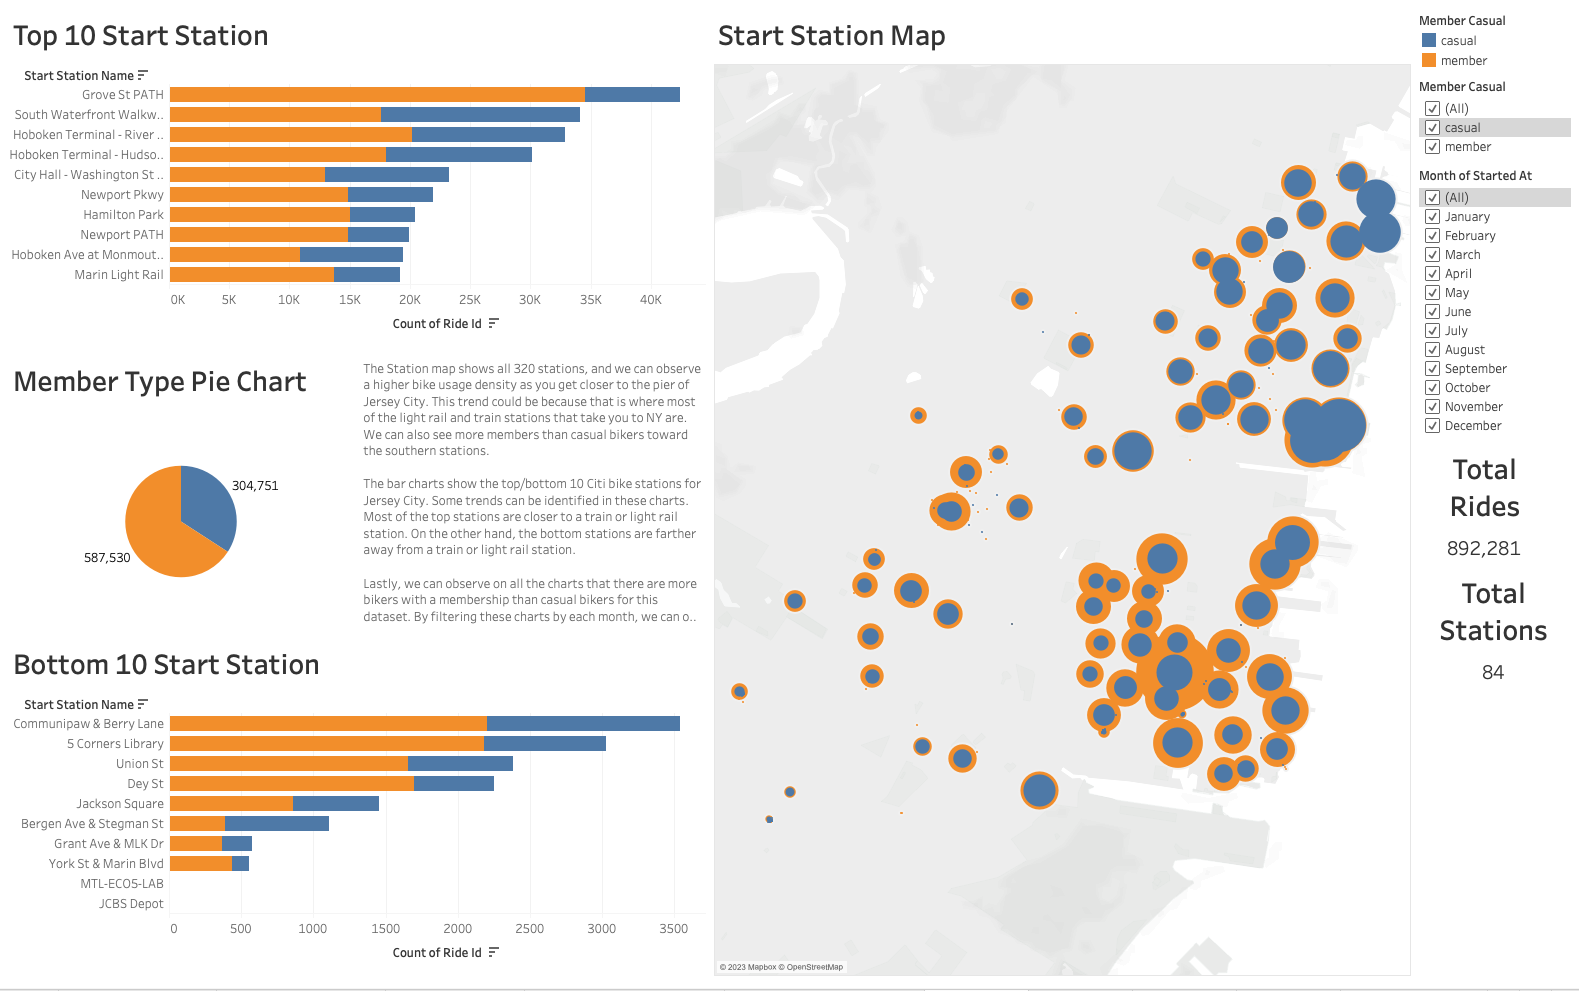 Top 10 Start Station
Start Station Name
Grove St PATH
South Waterfront Walkw..
Hoboken Terminal - River ..
Hoboken Terminal - Hudso..
City Hall - Washington St ..
Newport Pkwy
Hamilton Park
Newport PATH
Hoboken Ave at Monmout..
Marin Light Rail
0K 5K 10K 15K 20K 25K 30K 35K 40K
Count of Ride Id
Member Type Pie Chart
304,751
587,530
The Station map shows all 320 stations, and we can observe
a higher bike usage density as you get closer to the pier of
Jersey City. This trend could be because that is where most
of the light rail and train stations that take you to NY are.
We can also see more members than casual bikers toward
the southern stations.
The bar charts show the top/bottom 10 Citi bike stations for
Jersey City. Some trends can be identified in these charts.
Most of the top stations are closer to a train or light rail
station. On the other hand, the bottom stations are farther
away from a train or light rail station.
Lastly, we can observe on all the charts that there are more
bikers with a membership than casual bikers for this
dataset. By filtering these charts by each month, we can o..
Bottom 10 Start Station
Start Station Name
Communipaw & Berry Lane
5 Corners Library
Union St
Dey St
Jackson Square
Bergen Ave & Stegman St
Grant Ave & MLK Dr
York St & Marin Blvd
MTL-ECOS-LAB
JCBS Depot
0 500 1000 1500 2000 2500 3000 3500
Count of Ride Id
Start Station Map
© 2023 Mapbox © OpenStreetMap
Member Casual
casual
member
Member Casual
(All)
casual
member
Month of Started At
(All)
January
February
March
April
May
June
July
August
September
October
November
December
Total
Rides
892,281
Total
Stations
84